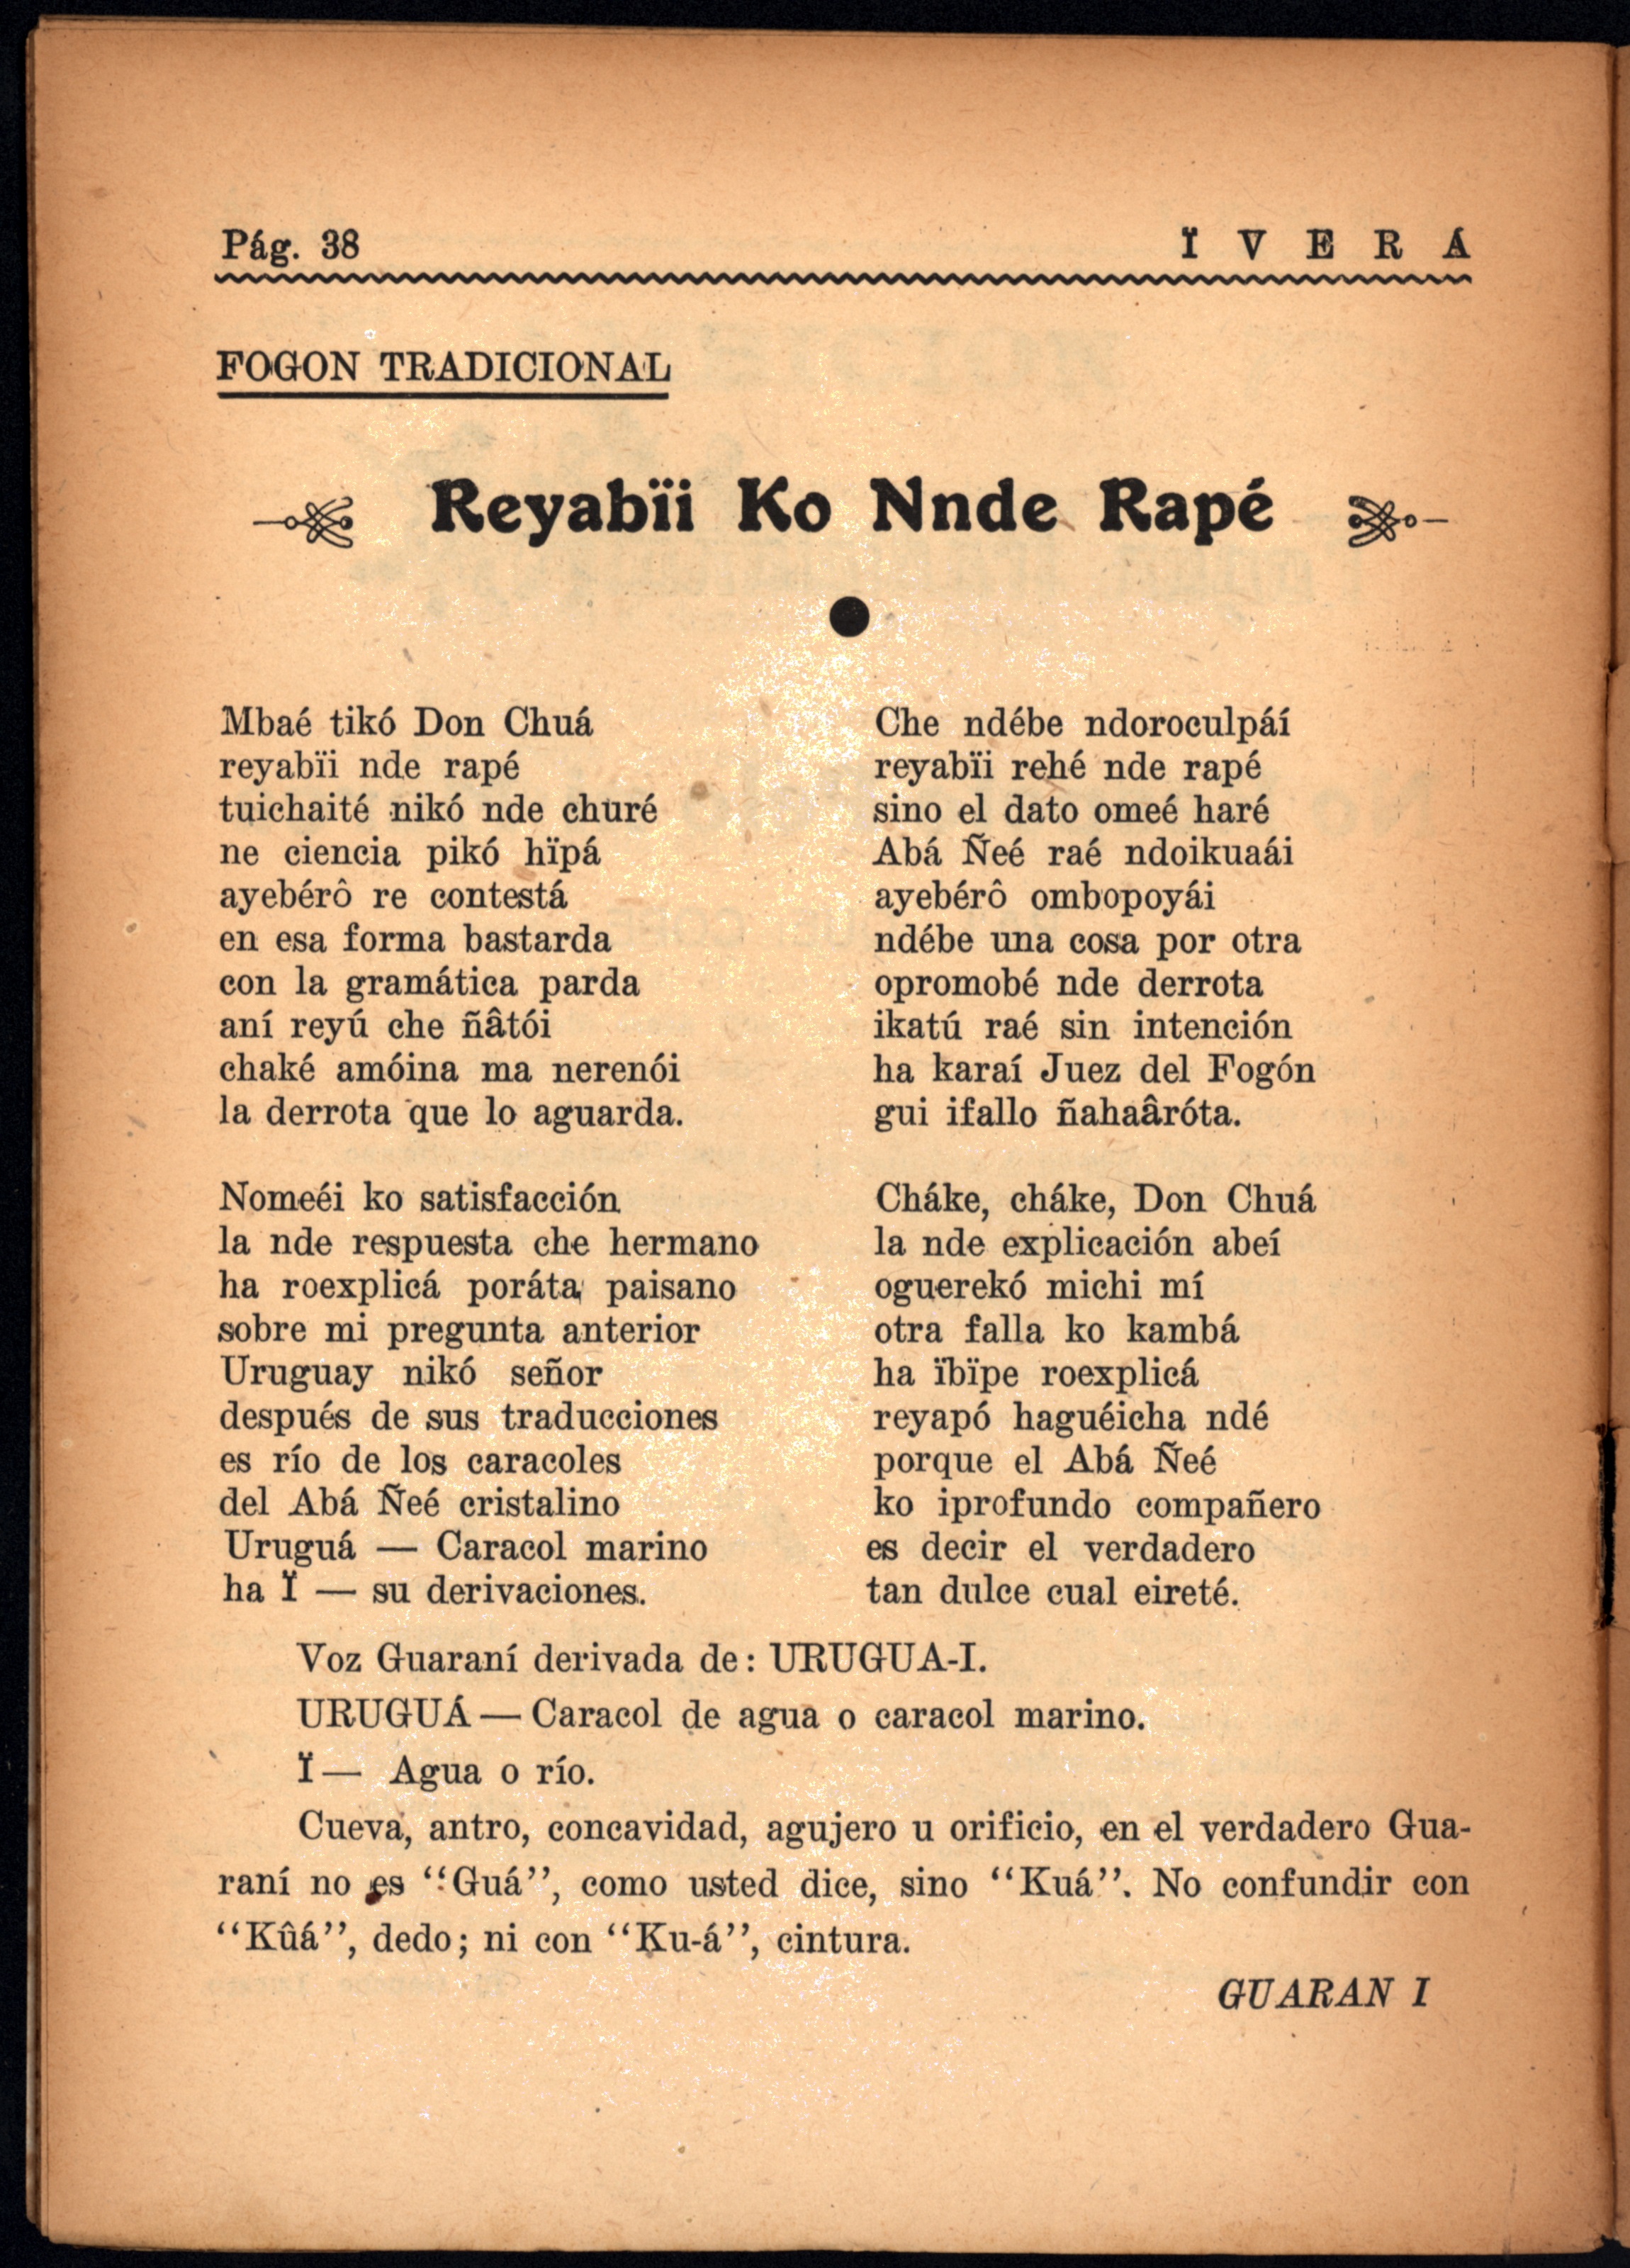 Pág. 38
Ï V E R Á
FOGON TRADICIONAL
Reyabïi Ko Nnde Rapé
Mbaé tikó Don Chuá
reyabïi nde rapé
tuichaité nikó nde churé
ne ciencia pikó hïpá
ayebérô re contestá
en esa forma bastarda
con la gramática parda
aní reyú che ñâtói
chaké amóina ma nerenói
la derrota que lo aguarda.
Nomeéi ko satisfacción
la nde respuesta che hermano
ha roexplicá poráta paisano
sobre mi pregunta anterior
Uruguay nikó señor
después de sus traducciones
es río de los caracoles
del Abá Ñeé cristalino
Uruguá — Caracol marino
ha Ï — su derivaciones.
Che ndébe ndoroculpáí
reyabïi rehé nde rapé
sino el dato omeé haré
Abá Ñeé raé ndoikuaái
ayebérô ombopoyái
ndébe una cosa por otra
opromobé nde derrota
ikatú raé sin intención
ha karaí Juez del Fogón
gui ifallo ñahaâróta.
Cháke, cháke, Don Chuá
la nde explicación abeí
oguerekó michi mí
otra falla ko kambá
ha ïbïpe roexplicá
reyapó haguéicha ndé
porque el Abá Ñeé
ko iprofundo compañero
es decir el verdadero
tan dulce cual eireté.
Voz Guaraní derivada de: URUGUA-I.
URUGUÁ — Caracol de agua o caracol marino.
Ï — Agua o río.
Cueva, antro, concavidad, agujero u orificio, en el verdadero Gua-
raní no es "Guá", como usted dice, sino "Kuá". No confundir con
"Kûá", dedo; ni con "Ku-á", cintura.
GUARAN I